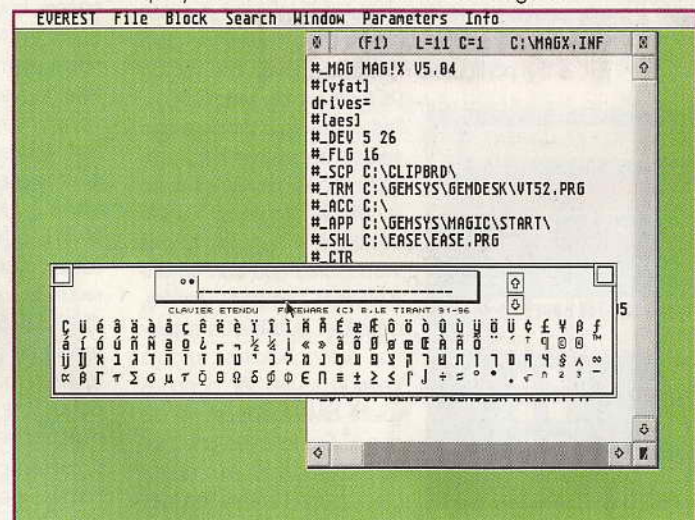 EVEREST File Block Search Window Parameters Info
(F1) L=11 C=1 C:\MAGX.INF
#_MAG MAG!X V5.04
#[vfat]
drives=
#[aes]
#_DEV 5 26
#_FLG 16
#_SCP C:\CLIPBRD\
#_TRM C:\GEMSYS\GEMDESK\VT52.PRG
#_ACC C:\
#_APP C:\GEMSYS\MAGIC\START\
#_SHL C:\EASE\EASE.PRG
#_CTR
°•
CLAVIER ETENDU FREEWARE (C) B.LE TIRANT 91-96
Ç ü é â ä à å ç ê ë è ï î ì Ä Å É æ Æ ô ö ò û ù ÿ ö ü ¢ £ ¥ ß ƒ
á í ó ú ñ Ñ ª º ¿ ⌐ ¬ ½ ¼ ¡ « » ã õ Ø ø œ Œ À Ã Õ ¨ ´ † ¶ © ® ™
ĳ Ĳ א ב ג ד ה ו ז ח ט י כ ל מ נ ס ע פ צ ק ר ש ת ן ך ם ף ץ § ∧ ∞
α β Γ π Σ σ µ τ Φ Θ Ω δ ∮ ϕ ∈ ∩ ≡ ± ≥ ≤ ⌠ ⌡ ÷ ≈ ° • · √ ⁿ ² ³ ¯